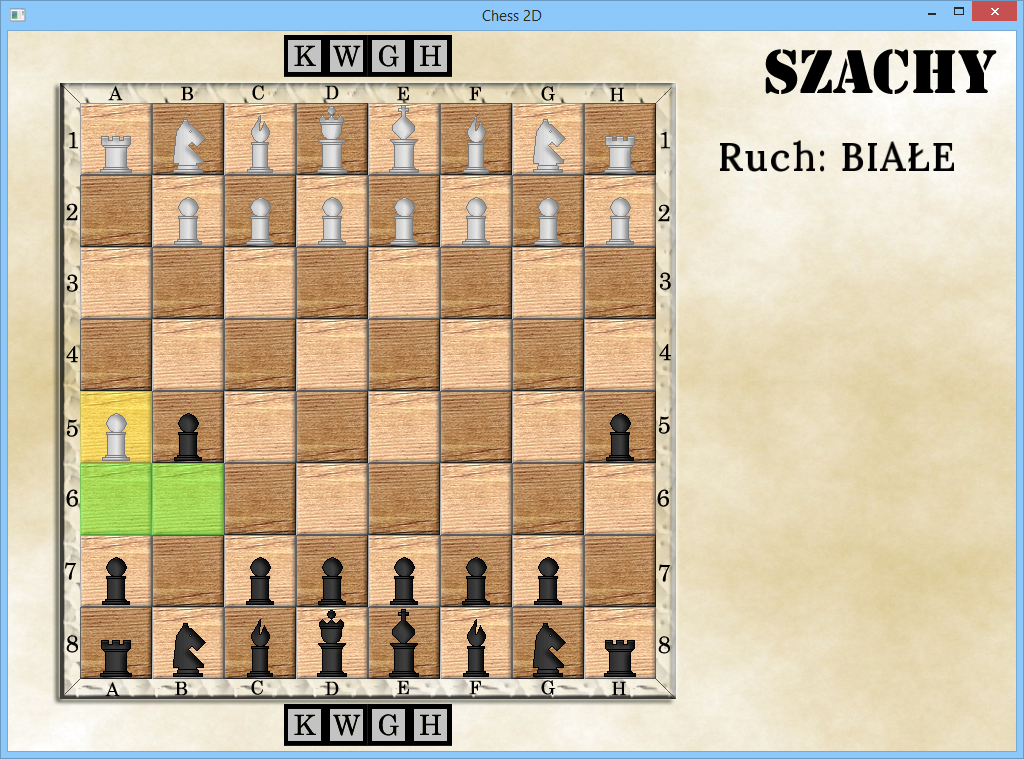 Chess 2D
K W G H
SZACHY
A B C D E F G H
1 1
Ruch: BIAŁE
2 2
3 3
4 4
5 5
6 6
7 7
8 8
A B C D E F G H
K W G H